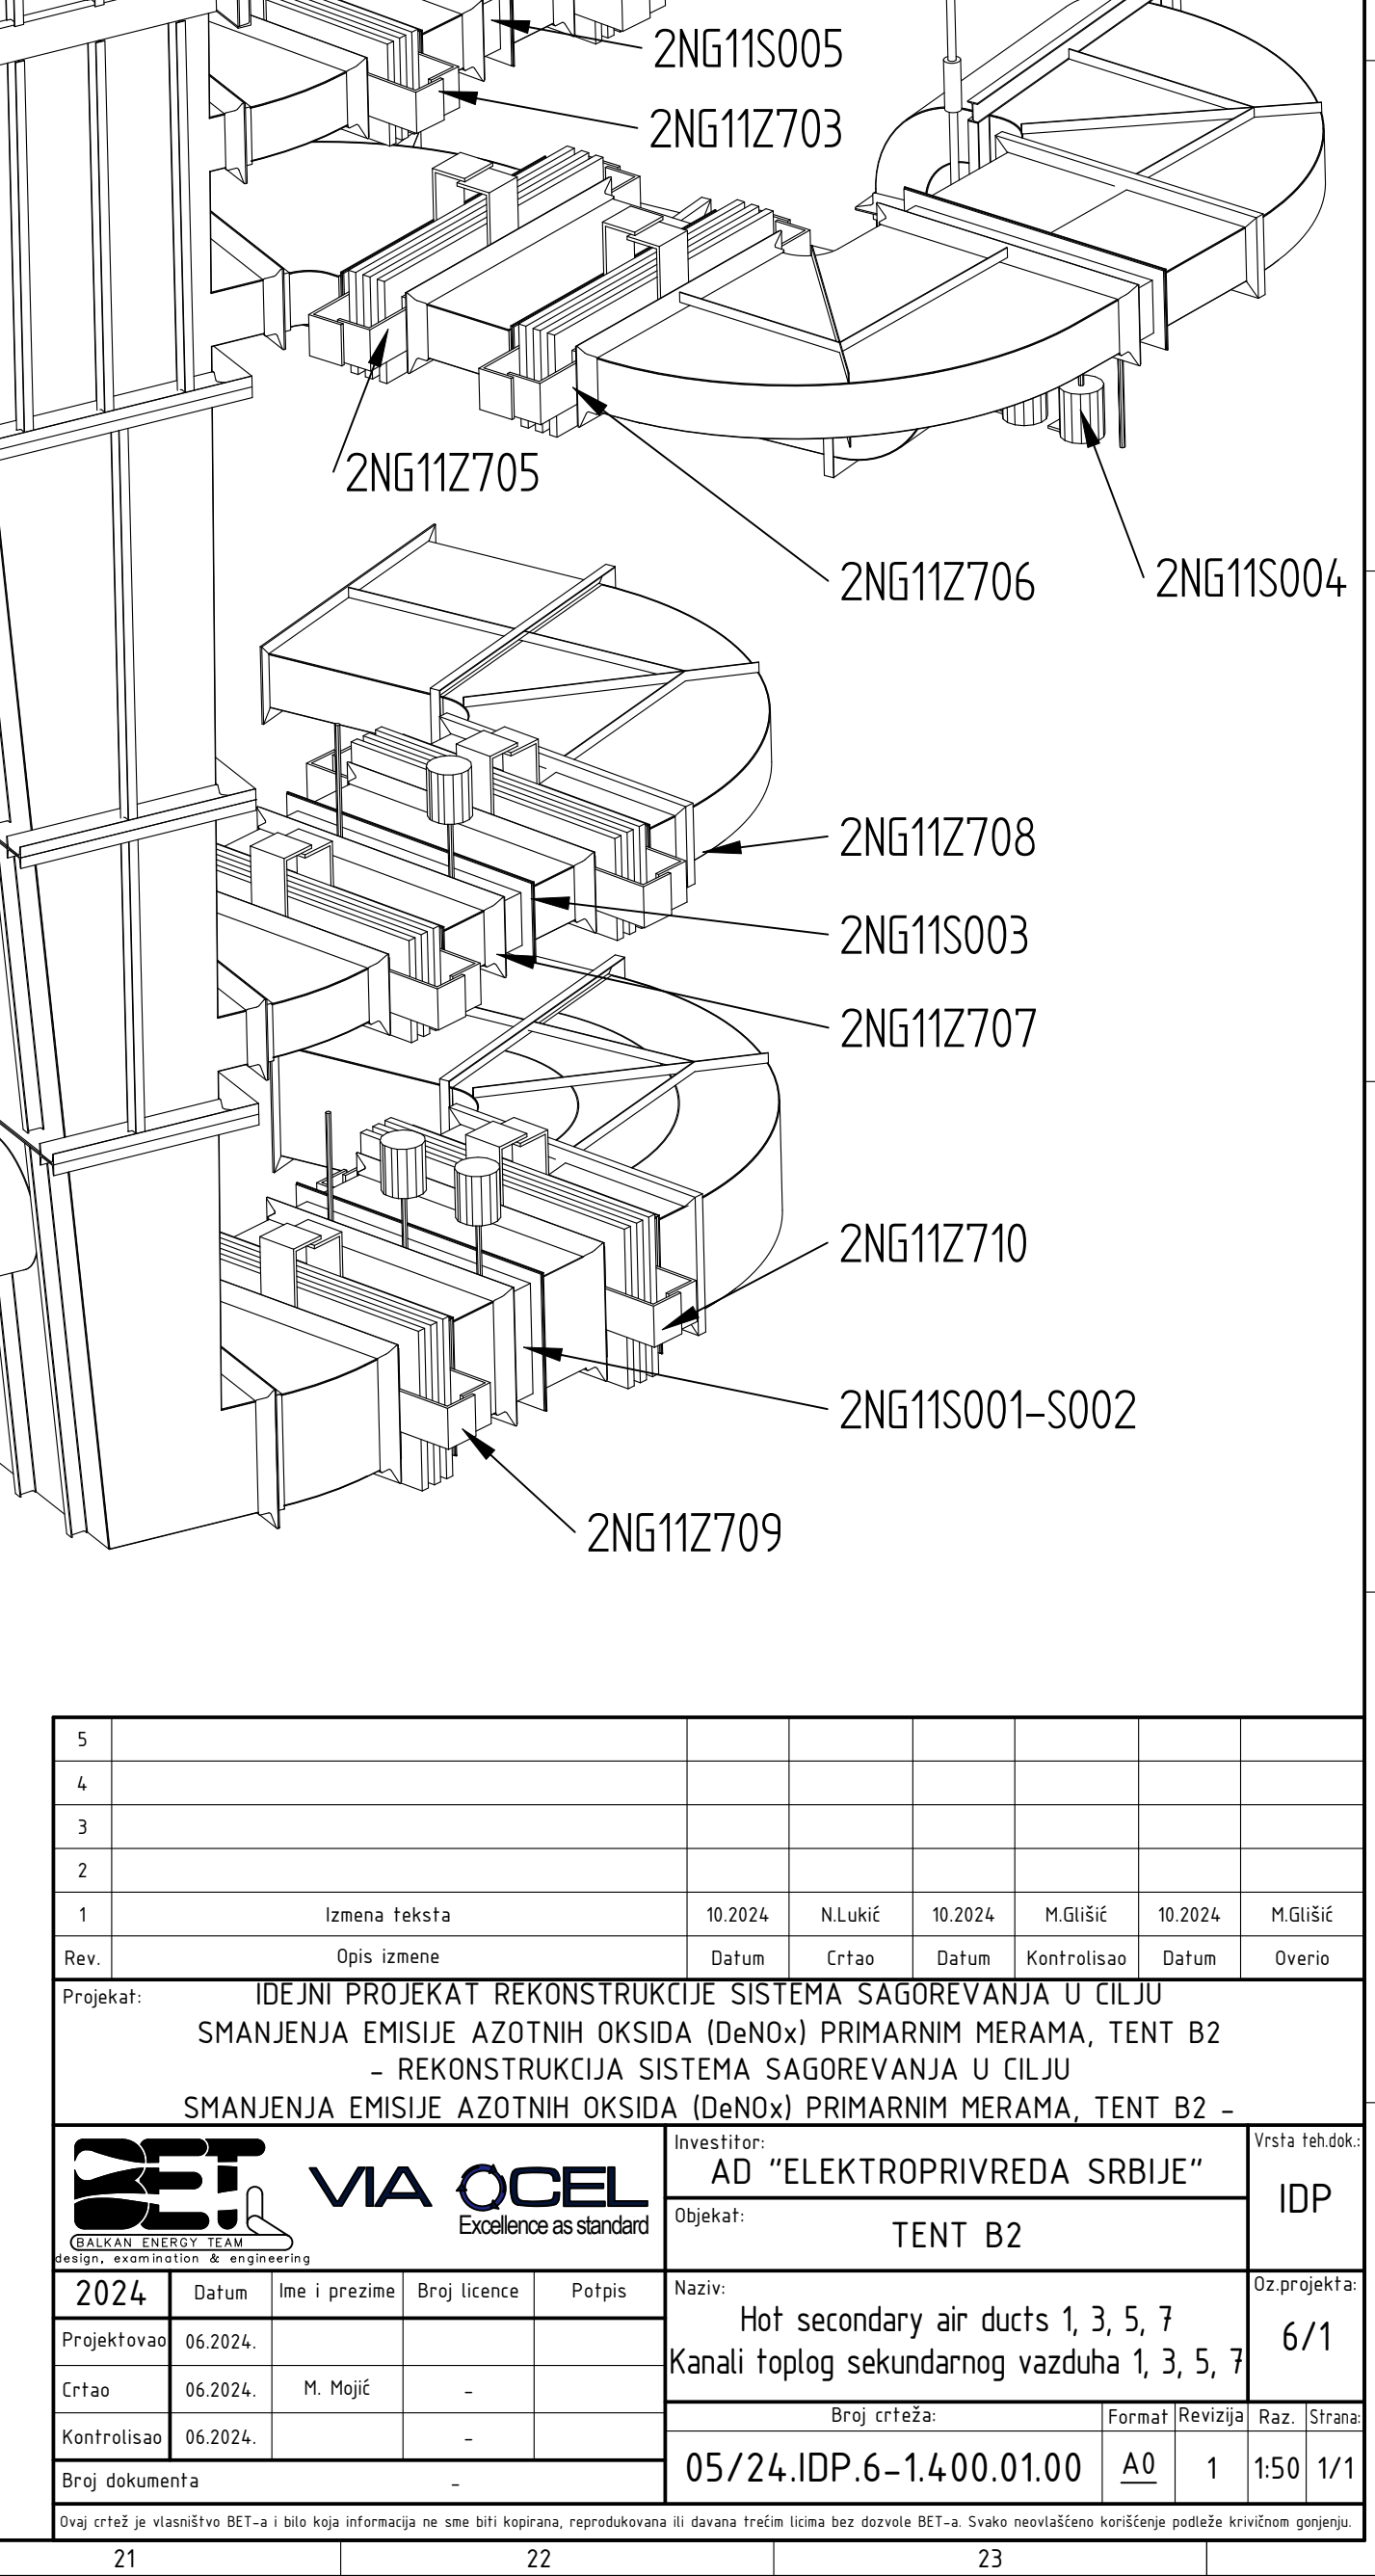 2NG11S005
2NG11Z703
2NG11Z705
2NG11Z706
2NG11S004
2NG11Z708
2NG11S003
2NG11Z707
2NG11Z710
2NG11S001-S002
2NG11Z709
5
4
3
2
1 Izmena teksta 10.2024 N.Lukić 10.2024 M.Glišić 10.2024 M.Glišić
Rev. Opis izmene Datum Crtao Datum Kontrolisao Datum Overio
Projekat: IDEJNI PROJEKAT REKONSTRUKCIJE SISTEMA SAGOREVANJA U CILJU
SMANJENJA EMISIJE AZOTNIH OKSIDA (DeNOx) PRIMARNIM MERAMA, TENT B2
- REKONSTRUKCIJA SISTEMA SAGOREVANJA U CILJU
SMANJENJA EMISIJE AZOTNIH OKSIDA (DeNOx) PRIMARNIM MERAMA, TENT B2 -
BET
BALKAN ENERGY TEAM
design, examination & engineering
VIA OCEL
Excellence as standard
Investitor:
AD "ELEKTROPRIVREDA SRBIJE"
Vrsta teh.dok.:
IDP
Objekat:
TENT B2
2024 Datum Ime i prezime Broj licence Potpis
Projektovao 06.2024.
Crtao 06.2024. M. Mojić -
Kontrolisao 06.2024. -
Broj dokumenta -
Naziv:
Hot secondary air ducts 1, 3, 5, 7
Kanali toplog sekundarnog vazduha 1, 3, 5, 7
Oz.projekta:
6/1
Broj crteža: Format Revizija Raz. Strana:
05/24.IDP.6-1.400.01.00 A0 1 1:50 1/1
Ovaj crtež je vlasništvo BET-a i bilo koja informacija ne sme biti kopirana, reprodukovana ili davana trećim licima bez dozvole BET-a. Svako neovlašćeno korišćenje podleže krivičnom gonjenju.
21 22 23